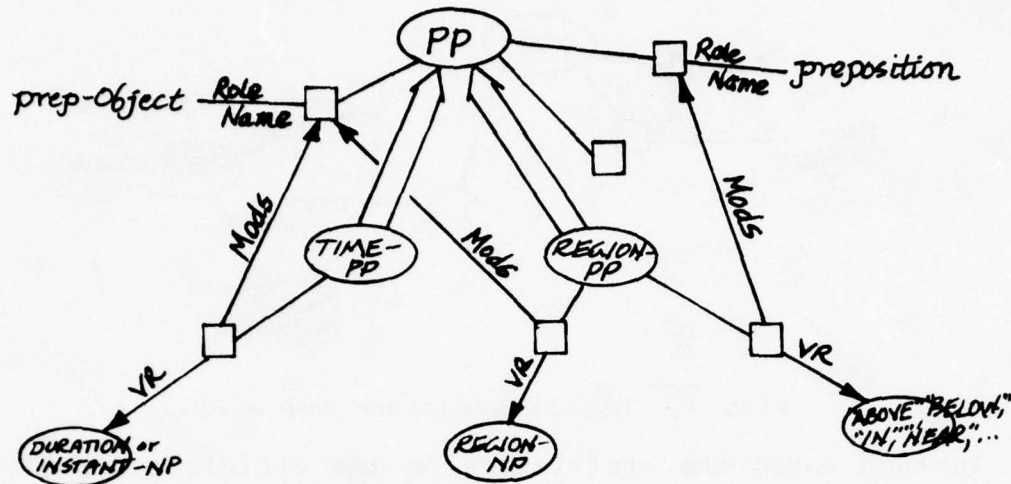 PP
prep-Object
Role
Name
Role
Name
preposition
Mods
TIME-
PP
Mods
REGION-
PP
Mods
VR
VR
VR
DURATION or
INSTANT-NP
REGION-
NP
"ABOVE" "BELOW,"
"IN," "NEAR," ...